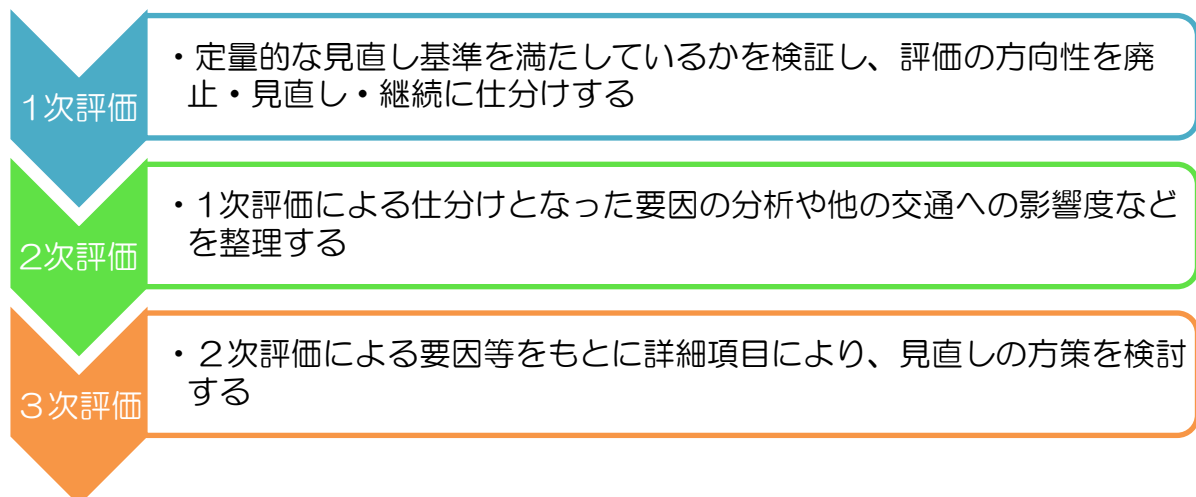 1次評価
・定量的な見直し基準を満たしているかを検証し、評価の方向性を廃
止・見直し・継続に仕分けする
2次評価
・1次評価による仕分けとなった要因の分析や他の交通への影響度など
を整理する
3次評価
・2次評価による要因等をもとに詳細項目により、見直しの方策を検討
する